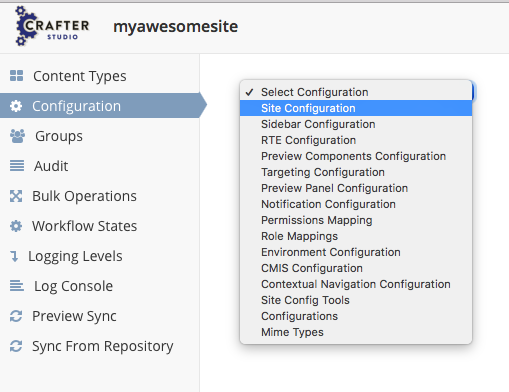 CRAFTER
STUDIO
myawesomesite
Content Types
Configuration
Groups
Audit
Bulk Operations
Workflow States
Logging Levels
Log Console
Preview Sync
Sync From Repository
✓ Select Configuration
Site Configuration
Sidebar Configuration
RTE Configuration
Preview Components Configuration
Targeting Configuration
Preview Panel Configuration
Notification Configuration
Permissions Mapping
Role Mappings
Environment Configuration
CMIS Configuration
Contextual Navigation Configuration
Site Config Tools
Configurations
Mime Types